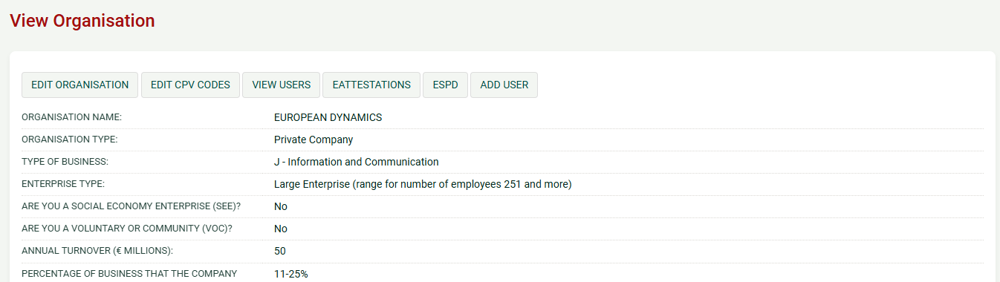 View Organisation
EDIT ORGANISATION EDIT CPV CODES VIEW USERS EATTESTATIONS ESPD ADD USER
ORGANISATION NAME: EUROPEAN DYNAMICS
ORGANISATION TYPE: Private Company
TYPE OF BUSINESS: J - Information and Communication
ENTERPRISE TYPE: Large Enterprise (range for number of employees 251 and more)
ARE YOU A SOCIAL ECONOMY ENTERPRISE (SEE)? No
ARE YOU A VOLUNTARY OR COMMUNITY (VOC)? No
ANNUAL TURNOVER (€ MILLIONS): 50
PERCENTAGE OF BUSINESS THAT THE COMPANY 11-25%